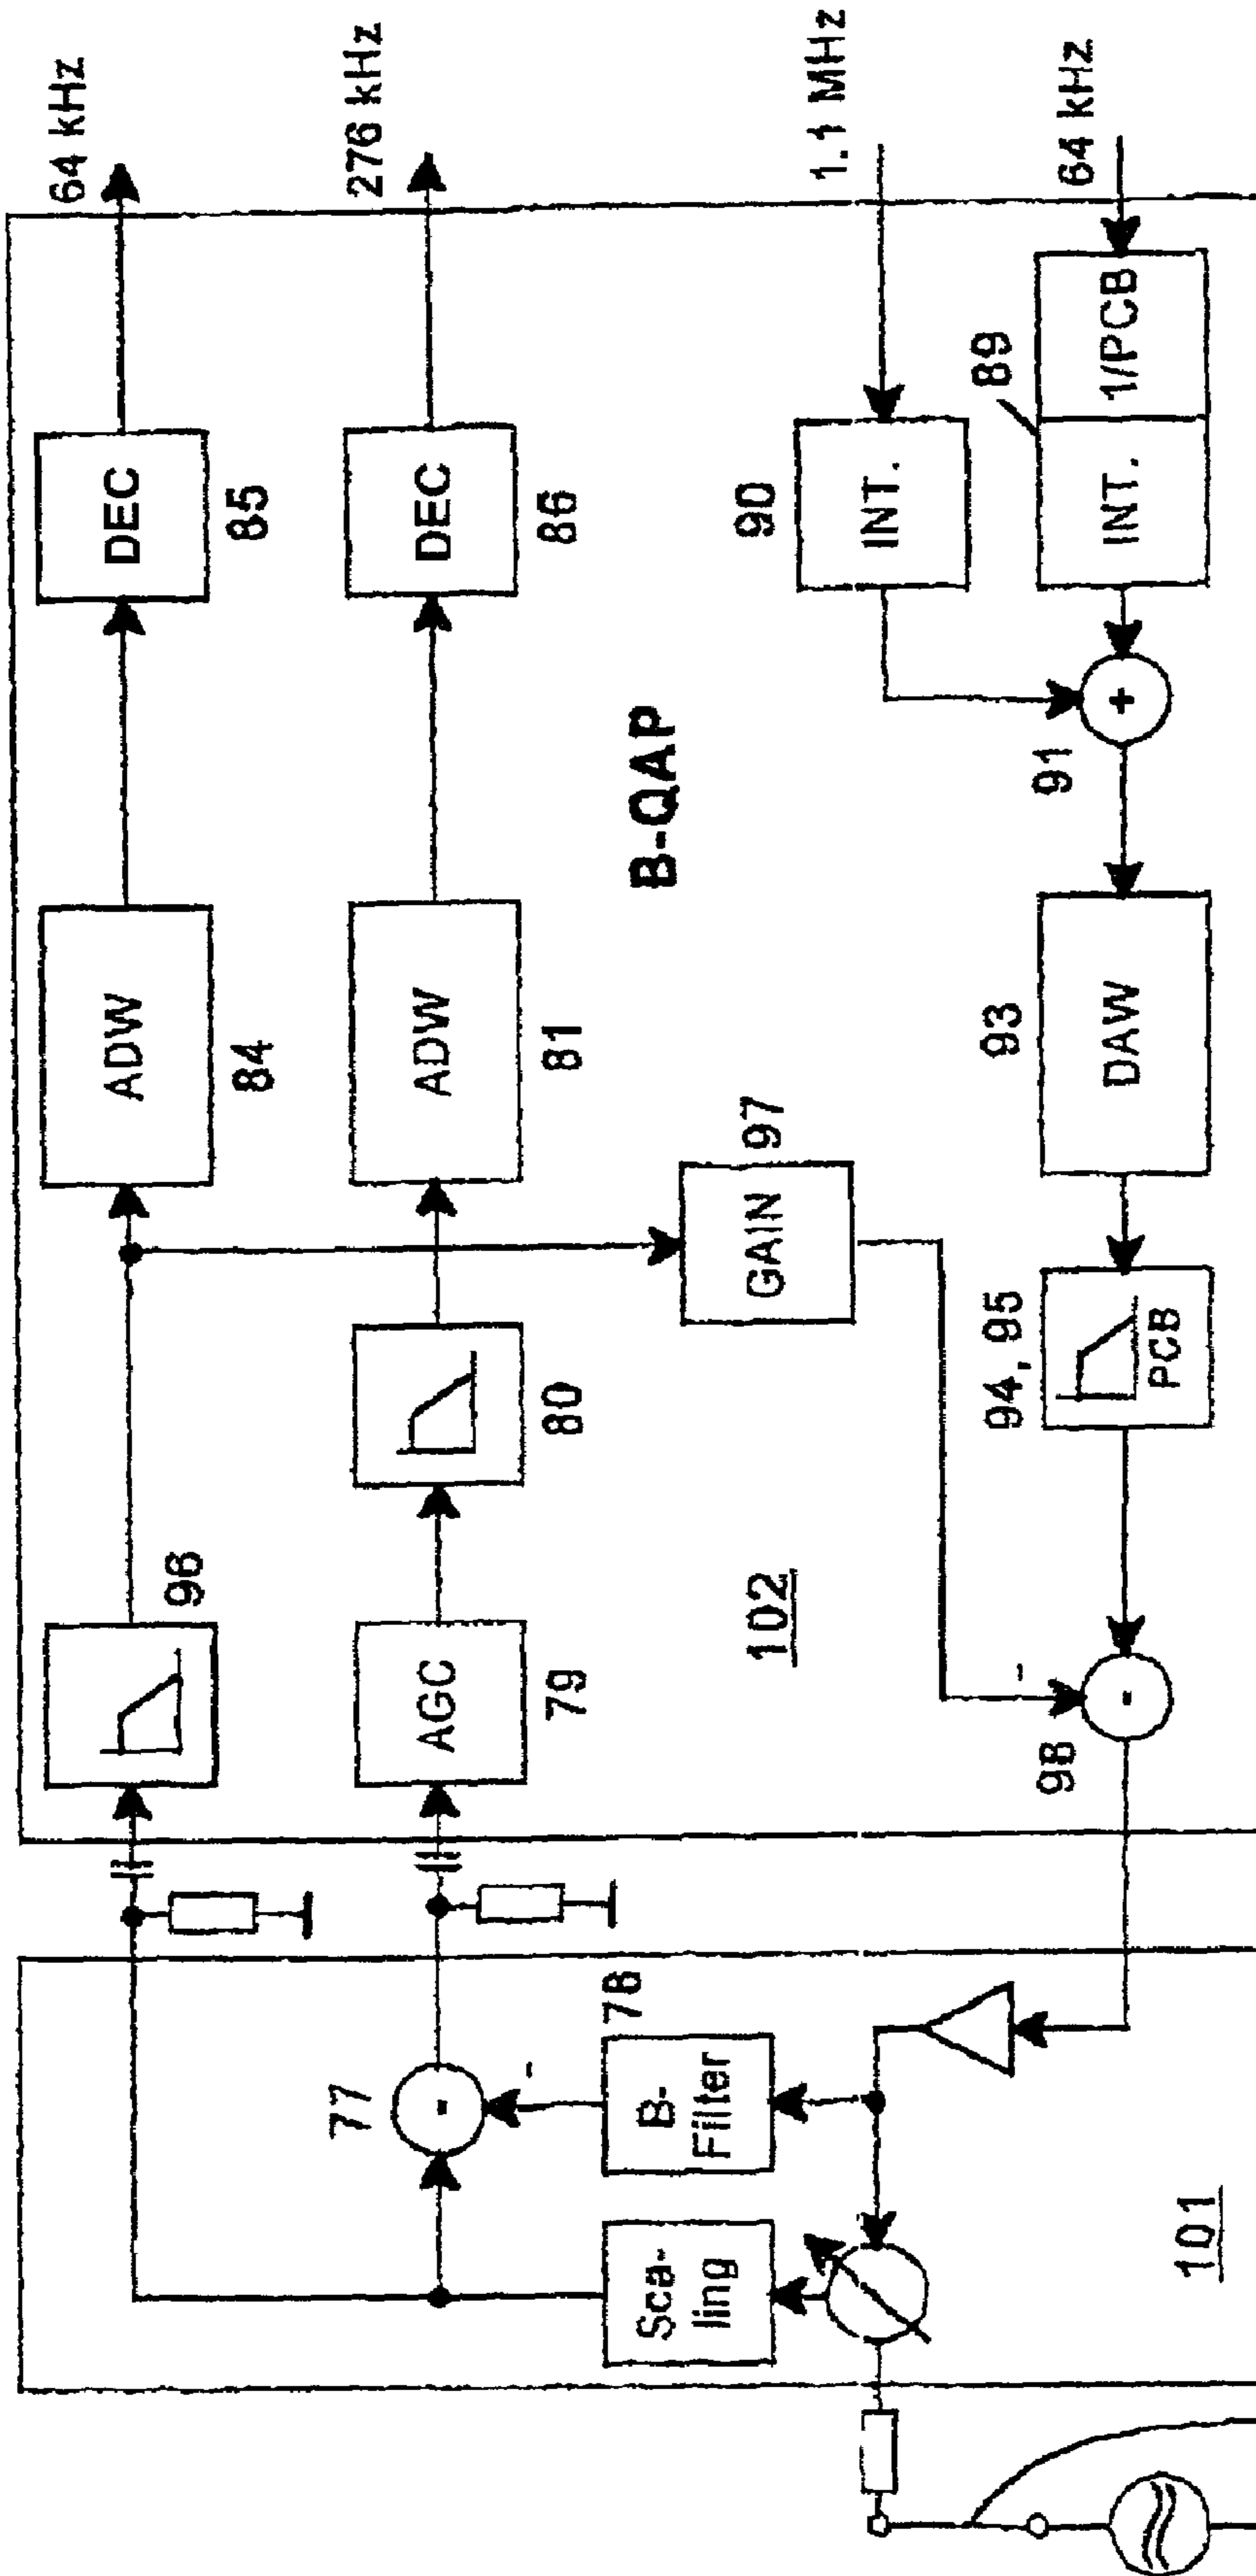 64 kHz
276 kHz
1.1 MHz
64 kHz
DEC
85
DEC
86
90
INT.
89
INT.
1/PCB
+
91
B-QAP
ADW
84
ADW
81
GAIN
97
93
DAW
94, 95
PCB
96
80
AGC
79
102
-
-
98
77
-
-
78
B-
Filter
Sca-
ling
101